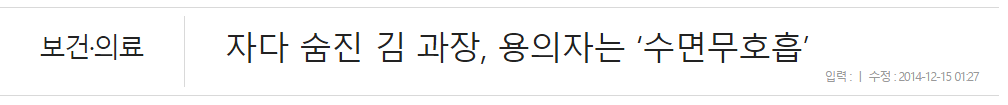 보건·의료
자다 숨진 김 과장, 용의자는 ‘수면무호흡’
입력 : ㅣ 수정 : 2014-12-15 01:27